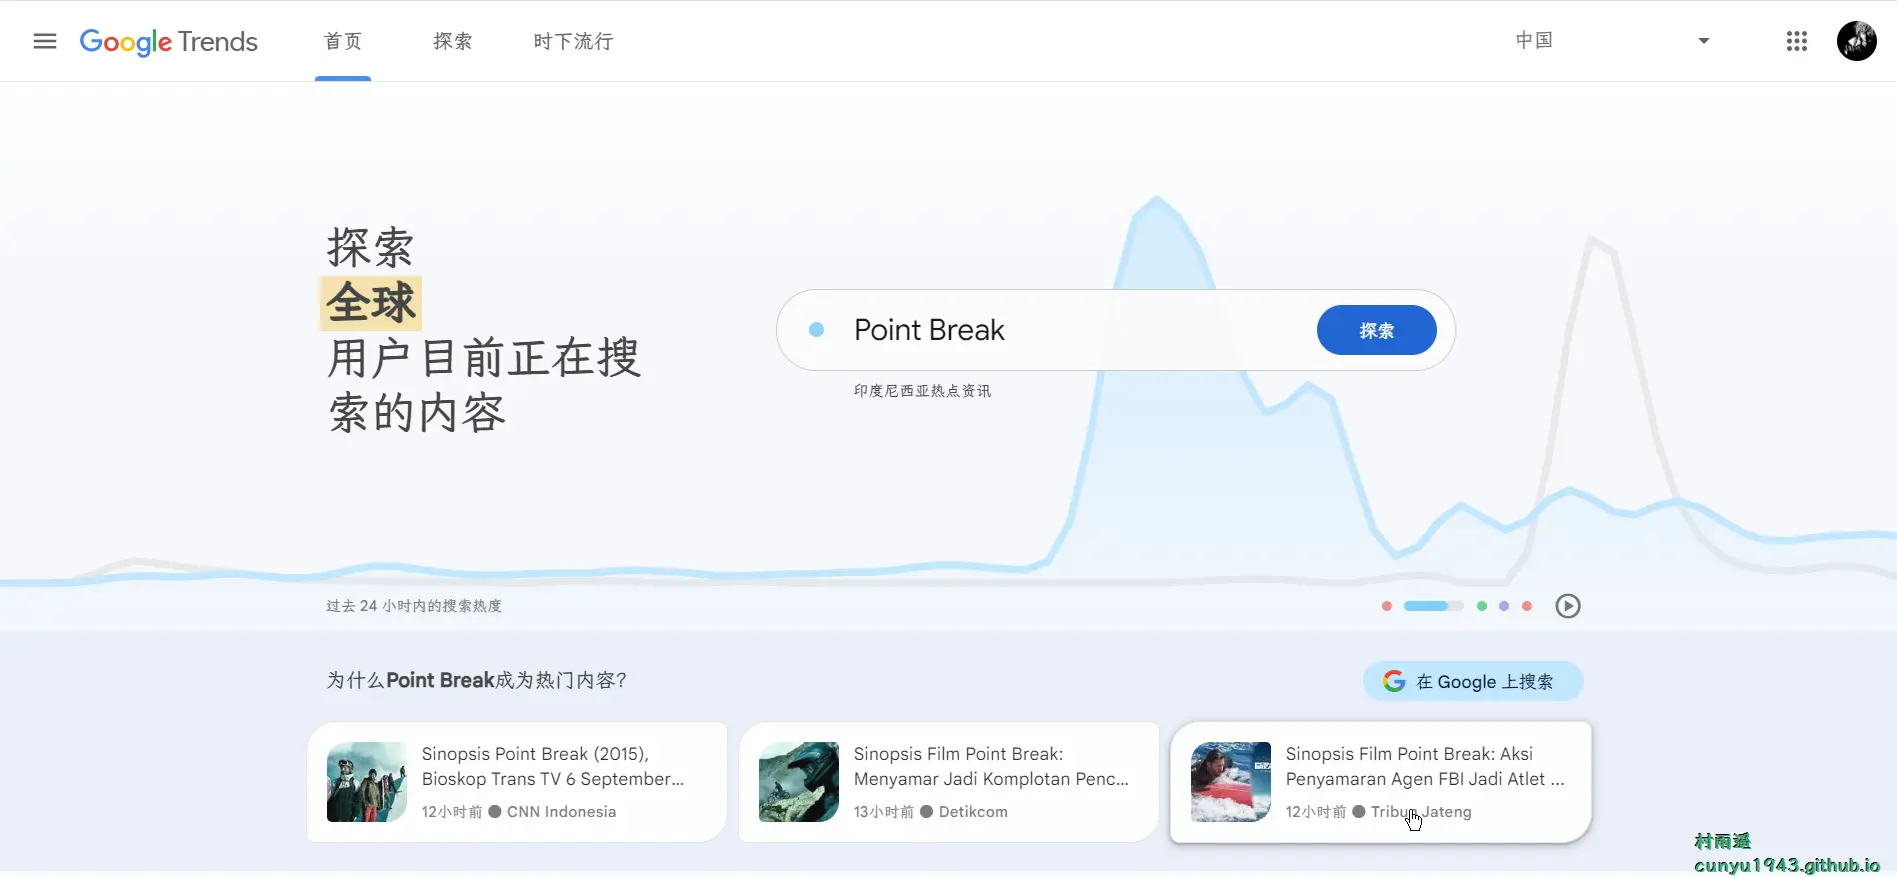 Google Trends
首页
探索
时下流行
中国
探索
全球
用户目前正在搜
索的内容
Point Break
探索
印度尼西亚热点资讯
过去 24 小时内的搜索热度
为什么Point Break成为热门内容?
在 Google 上搜索
Sinopsis Point Break (2015),
Bioskop Trans TV 6 September...
12小时前 CNN Indonesia
Sinopsis Film Point Break:
Menyamar Jadi Komplotan Penc...
13小时前 Detikcom
Sinopsis Film Point Break: Aksi
Penyamaran Agen FBI Jadi Atlet ...
12小时前 Tribun Jateng
村雨遥
cunyu1943.github.io